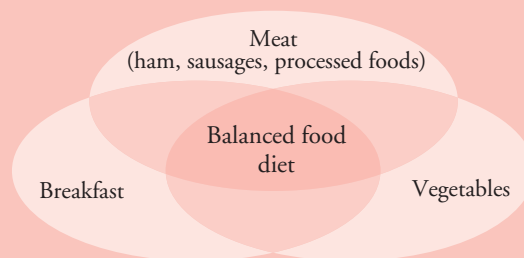 Meat
(ham, sausages, processed foods)
Balanced food
diet
Breakfast
Vegetables